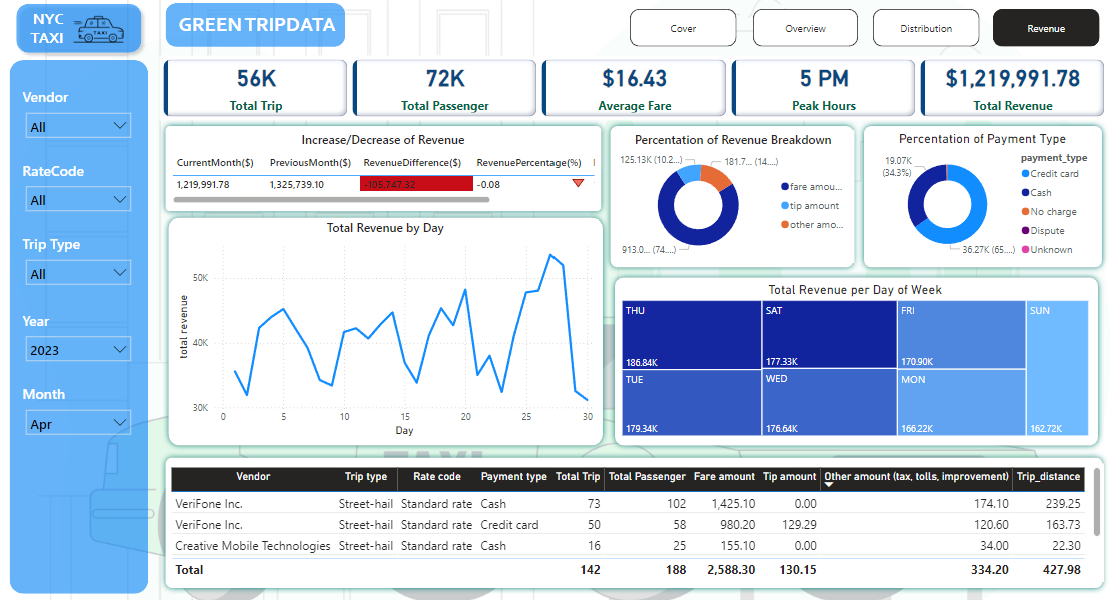 NYC
TAXI
TAXI
GREEN TRIPDATA
Cover
Overview
Distribution
Revenue
Vendor
All
RateCode
All
Trip Type
All
Year
2023
Month
Apr
56K
Total Trip
72K
Total Passenger
$16.43
Average Fare
5 PM
Peak Hours
$1,219,991.78
Total Revenue
Increase/Decrease of Revenue
CurrentMonth($) PreviousMonth($) RevenueDifference($) RevenuePercentage(%)
1,219,991.78 1,325,739.10 -105,747.32 -0.08
Percentation of Revenue Breakdown
125.13K (10.2...)
181.7... (14....)
913.0... (74....)
fare amou...
tip amount
other amo...
Percentation of Payment Type
19.07K
(34.3%)
36.27K (65....)
payment_type
Credit card
Cash
No charge
Dispute
Unknown
Total Revenue by Day
total revenue
50K
40K
30K
0 5 10 15 20 25 30
Day
Total Revenue per Day of Week
THU
186.84K
TUE
179.34K
SAT
177.33K
WED
176.64K
FRI
170.90K
MON
166.22K
SUN
162.72K
TAXI
Vendor Trip type Rate code Payment type Total Trip Total Passenger Fare amount Tip amount Other amount (tax, tolls, improvement) Trip_distance
VeriFone Inc. Street-hail Standard rate Cash 73 102 1,425.10 0.00 174.10 239.25
VeriFone Inc. Street-hail Standard rate Credit card 50 58 980.20 129.29 120.60 163.73
Creative Mobile Technologies Street-hail Standard rate Cash 16 25 155.10 0.00 34.00 22.30
Total 142 188 2,588.30 130.15 334.20 427.98